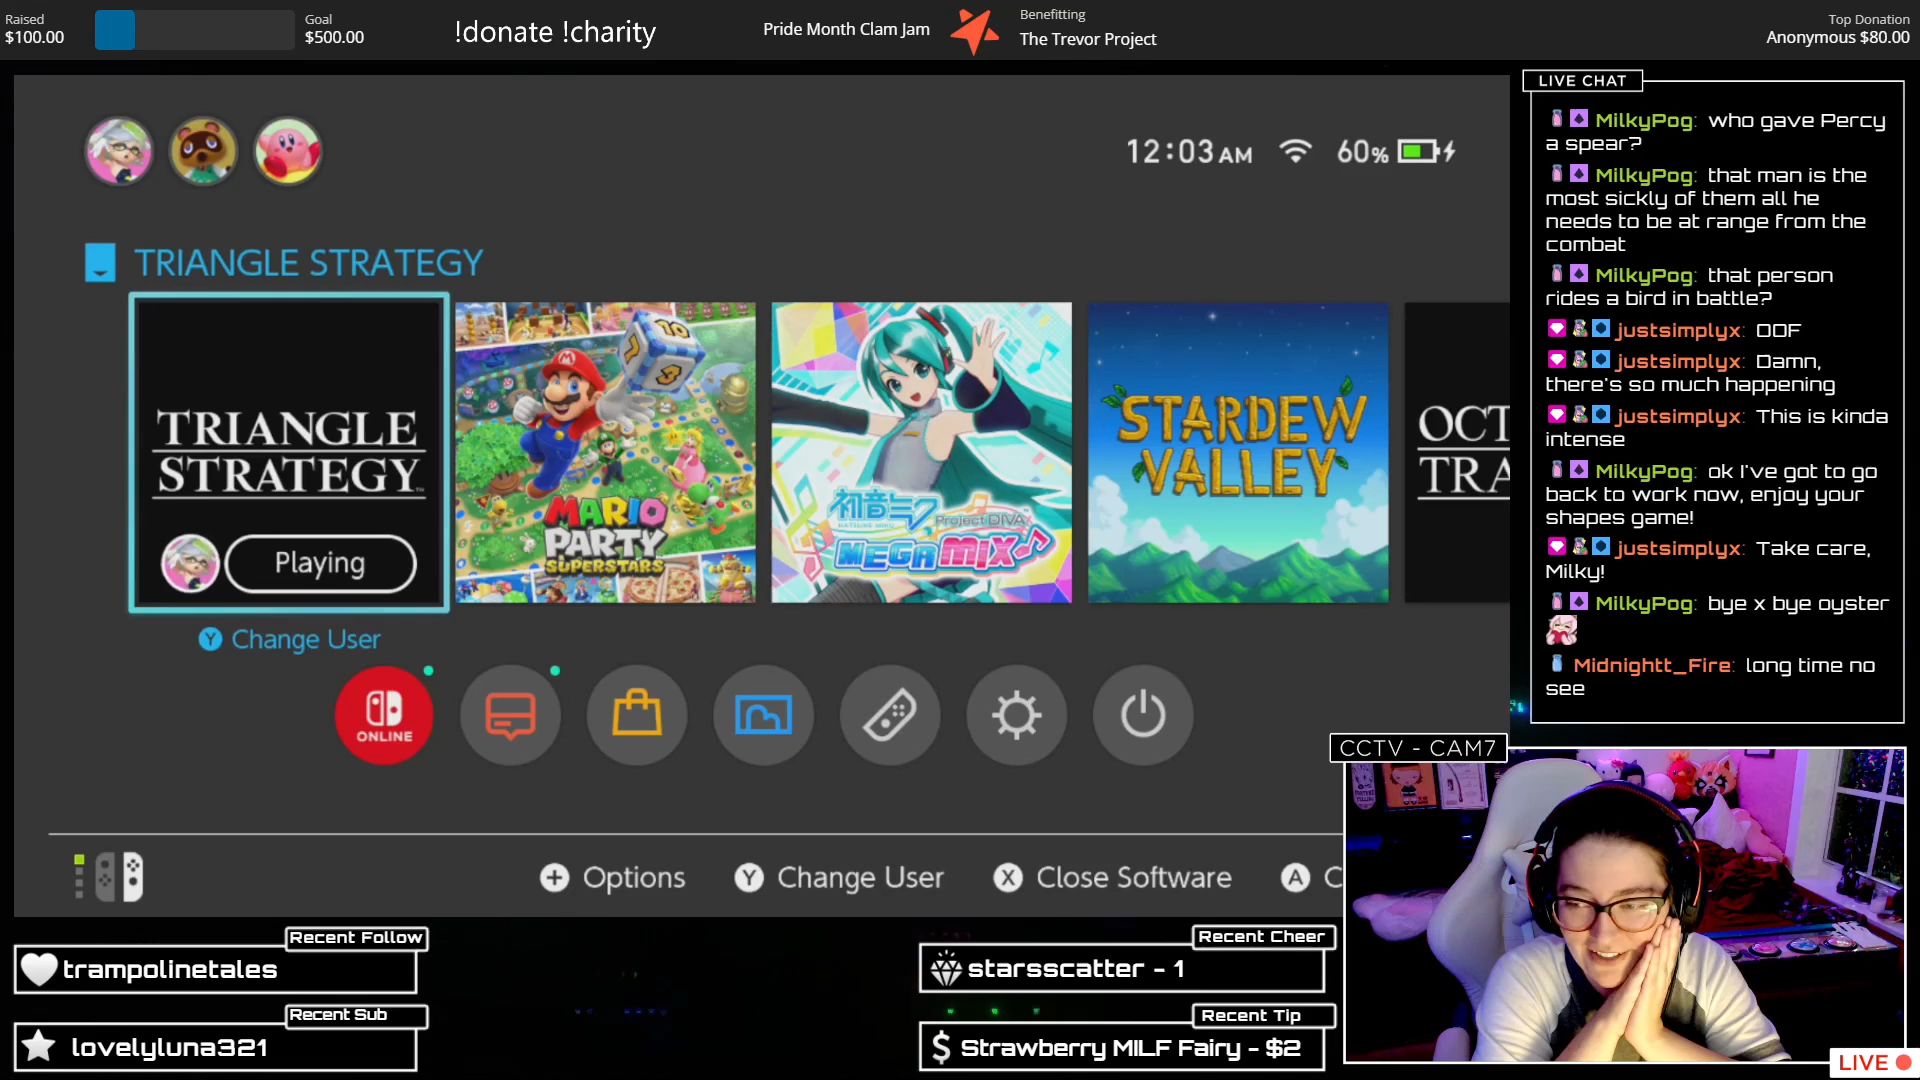 Raised
$100.00
Goal
$500.00
!donate !charity
Pride Month Clam Jam
Benefitting
The Trevor Project
Top Donation
Anonymous $80.00
12:03 AM
60%
TRIANGLE STRATEGY
TRIANGLE
STRATEGY
Playing
MARIO
PARTY
SUPERSTARS
初音ミク
HATSUNE MIKU
Project DIVA
MEGA MIX
STARDEW
VALLEY
OCT
TRA
Y Change User
ONLINE
+ Options
Y Change User
X Close Software
A C
LIVE CHAT
MilkyPog: who gave Percy
a spear?
MilkyPog: that man is the
most sickly of them all he
needs to be at range from the
combat
MilkyPog: that person
rides a bird in battle?
justsimplyx: OOF
justsimplyx: Damn,
there's so much happening
justsimplyx: This is kinda
intense
MilkyPog: ok I've got to go
back to work now, enjoy your
shapes game!
justsimplyx: Take care,
Milky!
MilkyPog: bye x bye oyster
Midnightt_Fire: long time no
see
CCTV - CAM7
Recent Follow
trampolinetales
Recent Sub
lovelyluna321
Recent Cheer
starsscatter - 1
Recent Tip
$ Strawberry MILF Fairy - $2
LIVE